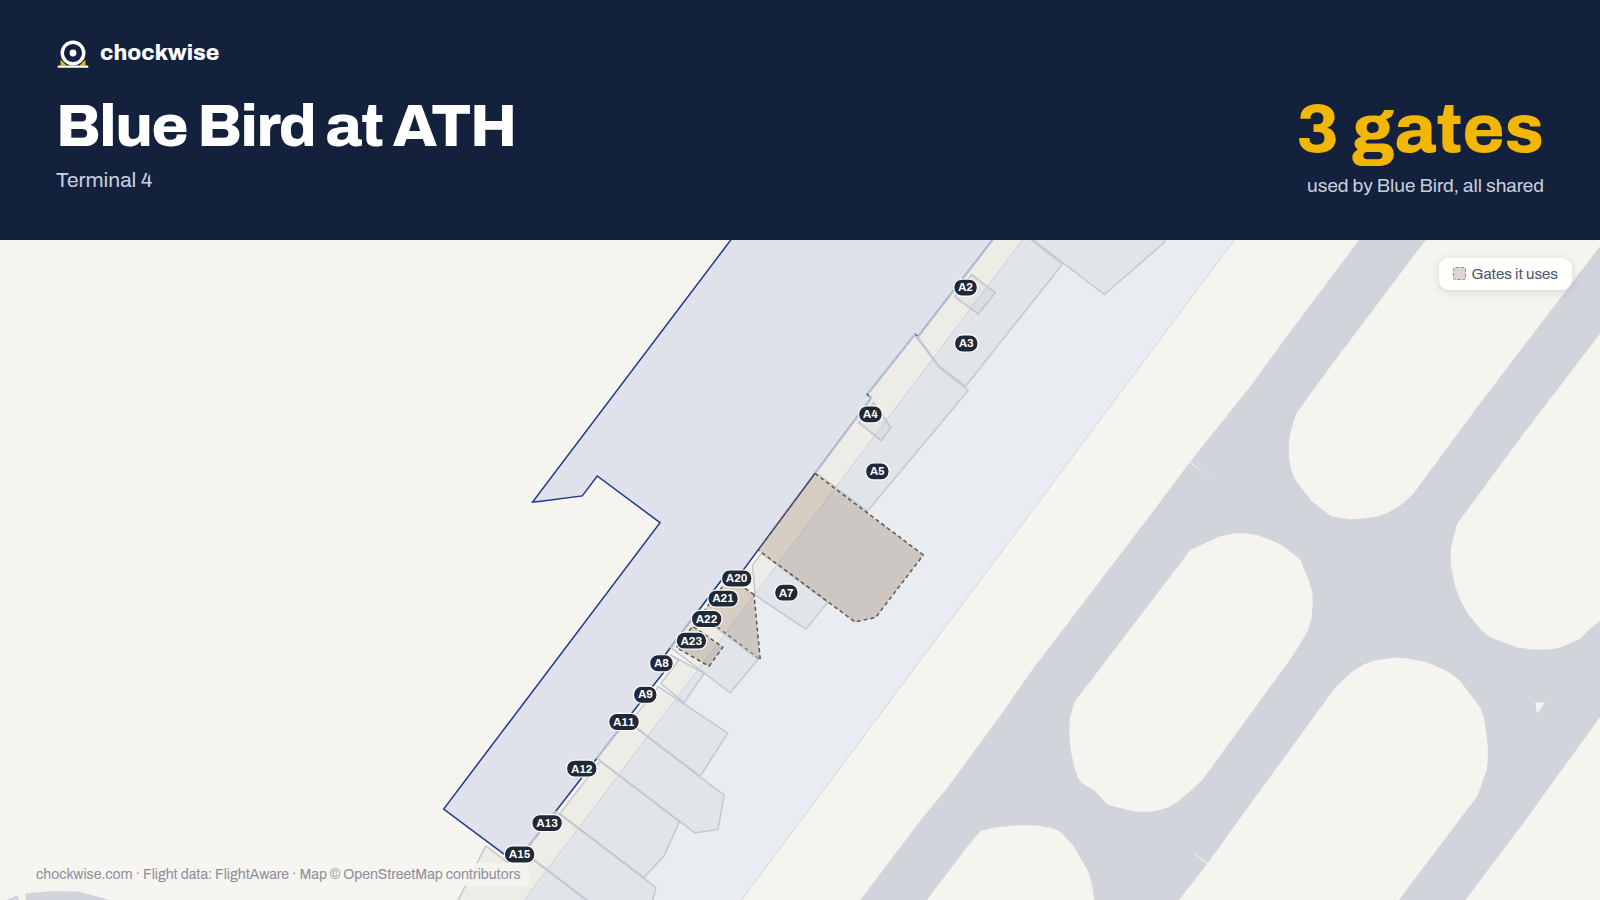 chockwise
Blue Bird at ATH
Terminal 4
3 gates
used by Blue Bird, all shared
Gates it uses
A2
A3
A4
A5
A20
A7
A21
A22
A23
A8
A9
A11
A12
A13
A15
chockwise.com · Flight data: FlightAware · Map © OpenStreetMap contributors